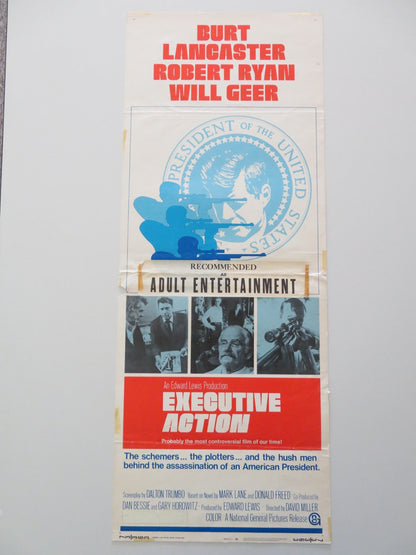 BURT
LANCASTER
ROBERT RYAN
WILL GEER
PRESIDENT OF THE UNITED STATES
RECOMMENDED
AS
ADULT ENTERTAINMENT
An Edward Lewis Production
EXECUTIVE
ACTION
Probably the most controversial film of our time!
The schemers... the plotters... and the hush men
behind the assassination of an American President.
Screenplay by DALTON TRUMBO Based on Novel by MARK LANE and DONALD FREED Co-Produced by
DAN BESSIE and GARY HOROWITZ Produced by EDWARD LEWIS Directed by DAVID MILLER
COLOR A National General Pictures Release